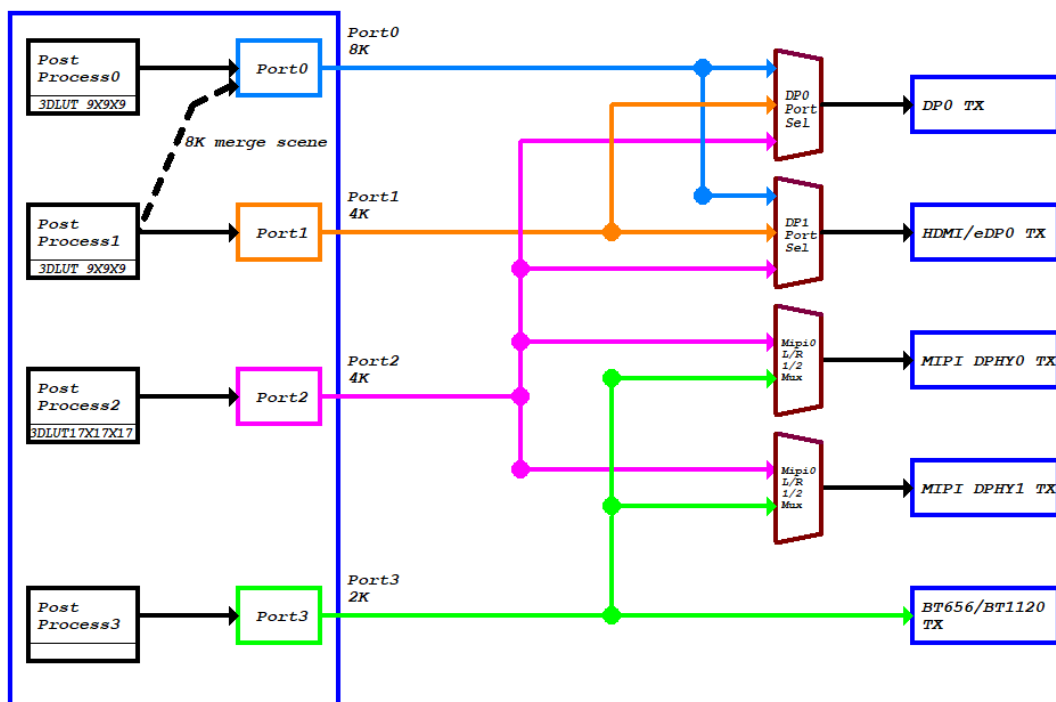 Post
Process0
3DLUT 9X9X9
Port0
Port0
8K
8K merge scene
DP0
Port
Sel
DP0 TX
Post
Process1
3DLUT 9X9X9
Port1
Port1
4K
DP1
Port
Sel
HDMI/eDP0 TX
Post
Process2
3DLUT17X17X17
Port2
Port2
4K
Mipi0
L/R
1/2
Mux
MIPI DPHY0 TX
Mipi0
L/R
1/2
Mux
MIPI DPHY1 TX
Post
Process3
Port3
Port3
2K
BT656/BT1120
TX